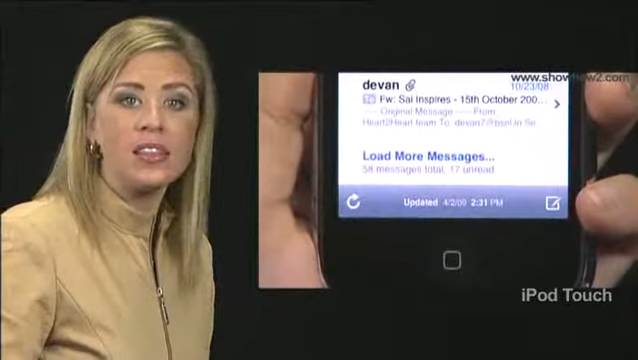 www.showhow2.com
devan
10/23/08
To
Fw: Sai Inspires - 15th October 200...
---- Original Message ---- From
Heart2Heart team To: devan7@bsnl.in Se
Load More Messages...
58 messages total, 17 unread
Updated 4/2/09 2:31 PM
iPod Touch